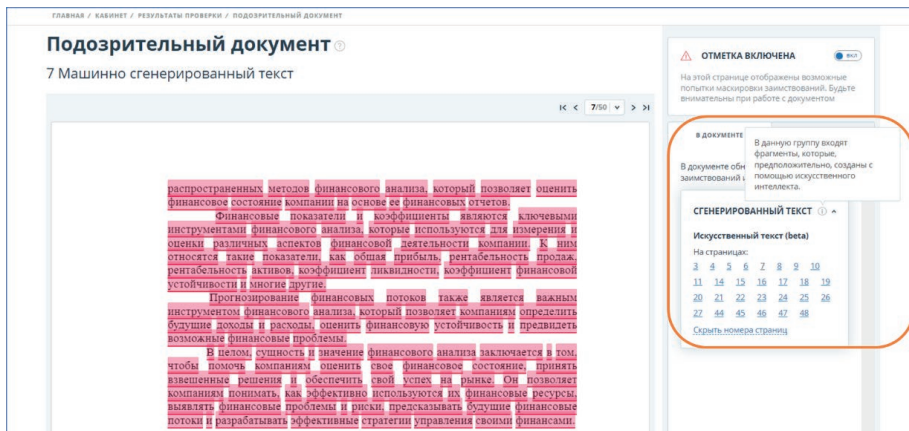 ГЛАВНАЯ / КАБИНЕТ / РЕЗУЛЬТАТЫ ПРОВЕРКИ / ПОДОЗРИТЕЛЬНЫЙ ДОКУМЕНТ
Подозрительный документ
7 Машинно сгенерированный текст
7/50
распространенных методов финансового анализа, который позволяет оценить
финансовое состояние компании на основе ее финансовых отчетов.
Финансовые показатели и коэффициенты являются ключевыми
инструментами финансового анализа, которые используются для измерения и
оценки различных аспектов финансовой деятельности компании. К ним
относятся такие показатели, как общая прибыль, рентабельность продаж,
рентабельность активов, коэффициент ликвидности, коэффициент финансовой
устойчивости и многие другие.
Прогнозирование финансовых потоков также является важным
инструментом финансового анализа, который позволяет компаниям определить
будущие доходы и расходы, оценить финансовую устойчивость и предвидеть
возможные финансовые проблемы.
В целом, сущность и значение финансового анализа заключается в том,
чтобы помочь компаниям оценить свое финансовое состояние, принять
взвешенные решения и обеспечить свой успех на рынке. Он позволяет
компаниям понимать, как эффективно используются их финансовые ресурсы,
выявлять финансовые проблемы и риски, предсказывать будущие финансовые
потоки и разрабатывать эффективные стратегии управления своими финансами.
ОТМЕТКА ВКЛЮЧЕНА
ВКЛ
На этой странице отображены возможные
попытки маскировки заимствований. Будьте
внимательны при работе с документом
В ДОКУМЕНТЕ
В данную группу входят
фрагменты, которые,
предположительно, созданы с
помощью искусственного
интеллекта.
В документе обн
заимствований и
СГЕНЕРИРОВАННЫЙ ТЕКСТ
Искусственный текст (beta)
На страницах:
3 4 5 6 7 8 9 10
11 14 15 16 17 18 19
20 21 22 23 24 25 26
27 44 45 46 47 48
Скрыть номера страниц